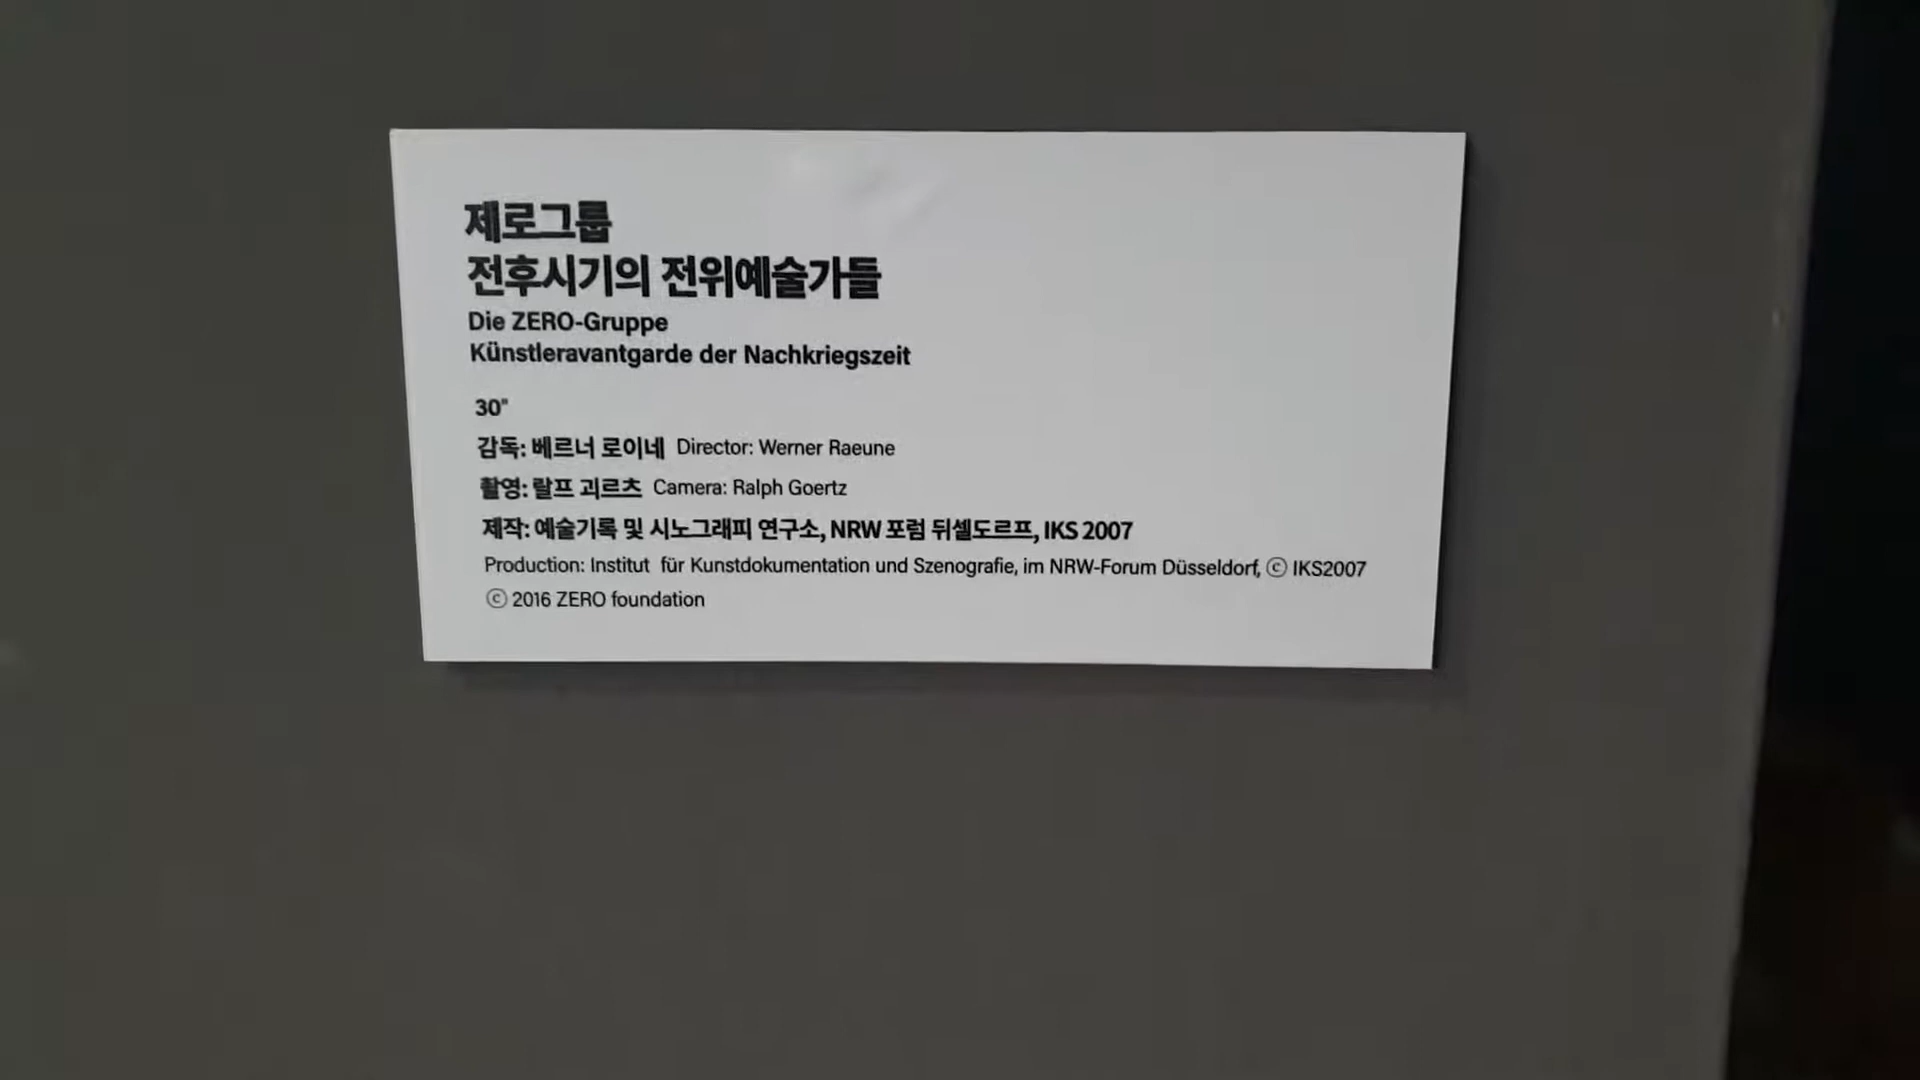 제로그룹
전후시기의 전위예술가들
Die ZERO-Gruppe
Künstleravantgarde der Nachkriegszeit
30"
감독: 베르너 로이네 Director: Werner Raeune
촬영: 랄프 괴르츠 Camera: Ralph Goertz
제작: 예술기록 및 시노그래피 연구소, NRW 포럼 뒤셀도르프, IKS 2007
Production: Institut für Kunstdokumentation und Szenografie, im NRW-Forum Düsseldorf, ⓒ IKS2007
ⓒ 2016 ZERO foundation